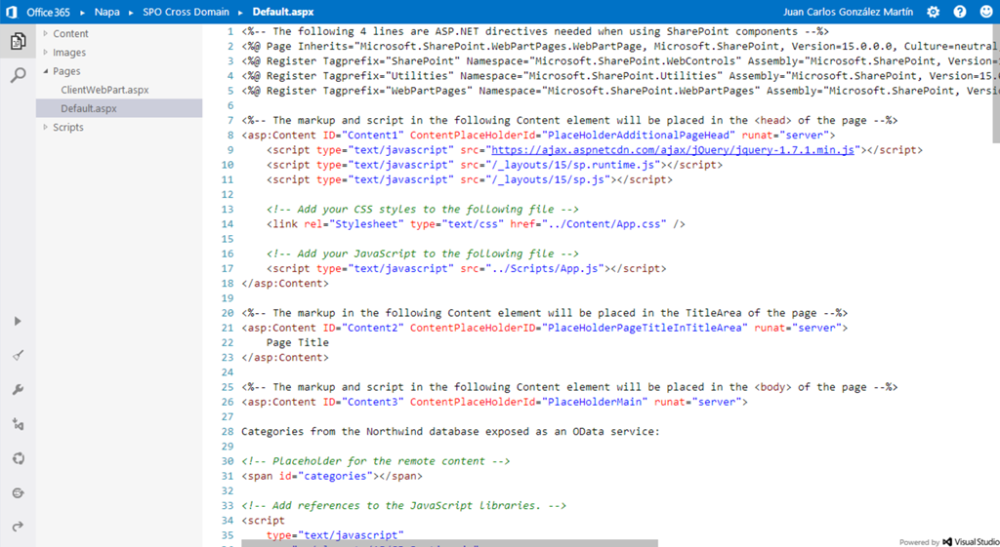 Office 365 ▸ Napa ▸ SPO Cross Domain ▸ Default.aspx
Juan Carlos González Martín
Content
Images
Pages
ClientWebPart.aspx
Default.aspx
Scripts
1 <%-- The following 4 lines are ASP.NET directives needed when using SharePoint components --%>
2 <%@ Page Inherits="Microsoft.SharePoint.WebPartPages.WebPartPage, Microsoft.SharePoint, Version=15.0.0.0, Culture=neutral
3 <%@ Register Tagprefix="SharePoint" Namespace="Microsoft.SharePoint.WebControls" Assembly="Microsoft.SharePoint, Version=
4 <%@ Register Tagprefix="Utilities" Namespace="Microsoft.SharePoint.Utilities" Assembly="Microsoft.SharePoint, Version=15.
5 <%@ Register Tagprefix="WebPartPages" Namespace="Microsoft.SharePoint.WebPartPages" Assembly="Microsoft.SharePoint, Versi
6
7 <%-- The markup and script in the following Content element will be placed in the <head> of the page --%>
8 <asp:Content ID="Content1" ContentPlaceHolderId="PlaceHolderAdditionalPageHead" runat="server">
9 <script type="text/javascript" src="https://ajax.aspnetcdn.com/ajax/jQuery/jquery-1.7.1.min.js"></script>
10 <script type="text/javascript" src="/_layouts/15/sp.runtime.js"></script>
11 <script type="text/javascript" src="/_layouts/15/sp.js"></script>
12
13 <!-- Add your CSS styles to the following file -->
14 <link rel="Stylesheet" type="text/css" href="../Content/App.css" />
15
16 <!-- Add your JavaScript to the following file -->
17 <script type="text/javascript" src="../Scripts/App.js"></script>
18 </asp:Content>
19
20 <%-- The markup in the following Content element will be placed in the TitleArea of the page --%>
21 <asp:Content ID="Content2" ContentPlaceHolderID="PlaceHolderPageTitleInTitleArea" runat="server">
22 Page Title
23 </asp:Content>
24
25 <%-- The markup and script in the following Content element will be placed in the <body> of the page --%>
26 <asp:Content ID="Content3" ContentPlaceHolderId="PlaceHolderMain" runat="server">
27
28 Categories from the Northwind database exposed as an OData service:
29
30 <!-- Placeholder for the remote content -->
31 <span id="categories"></span>
32
33 <!-- Add references to the JavaScript libraries. -->
34 <script
35 type="text/javascript"
Powered by Visual Studio